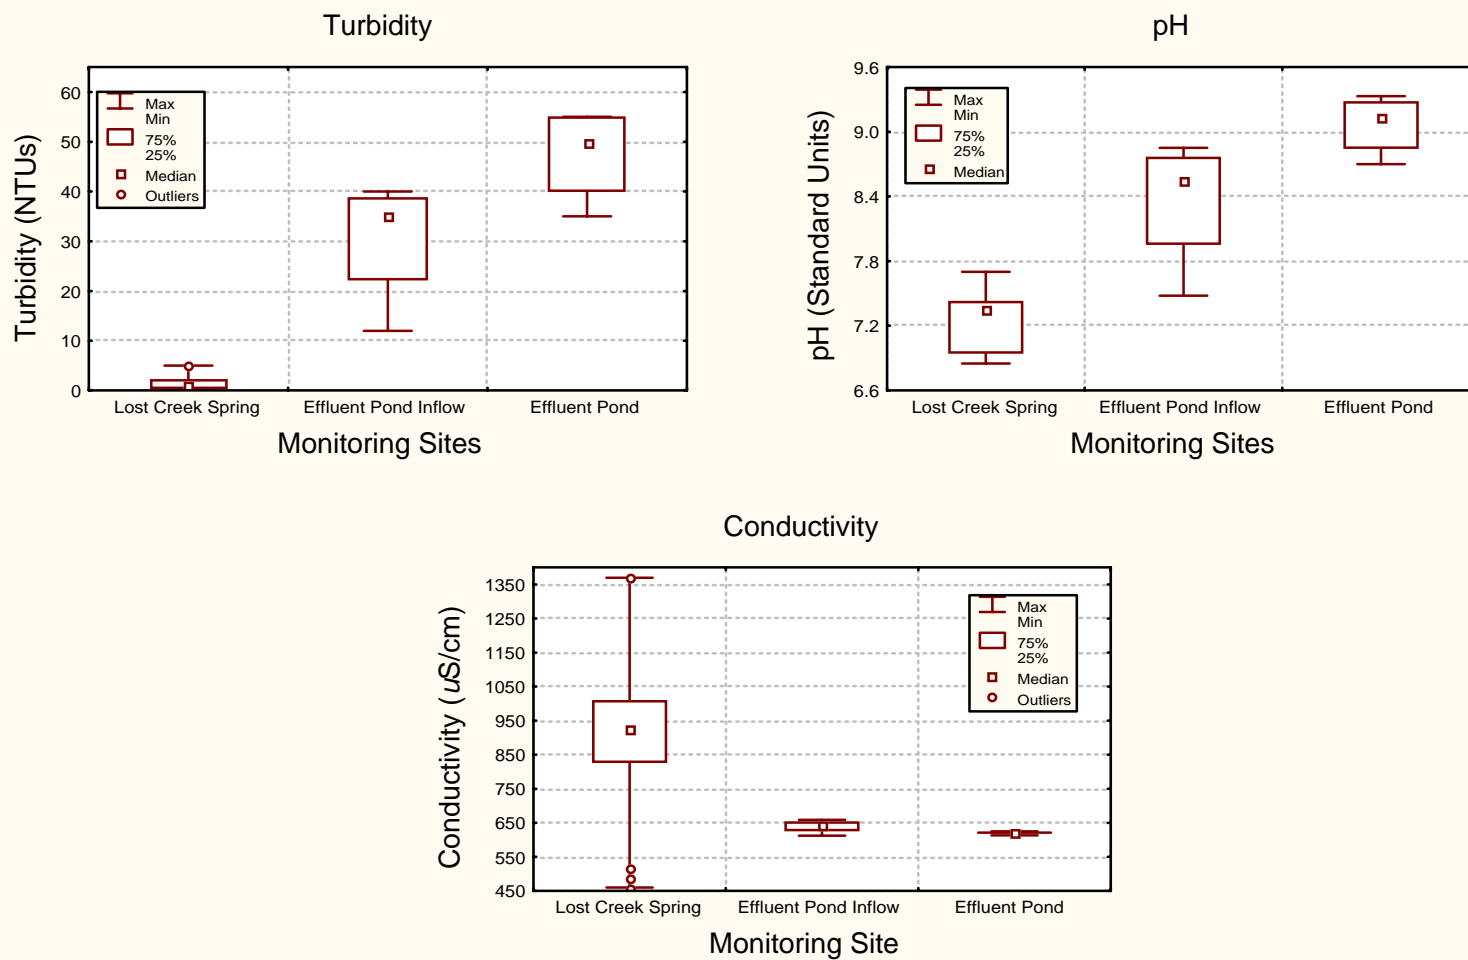 Turbidity
Turbidity (NTUs)
60
50
40
30
20
10
0
Max
Min
75%
25%
Median
Outliers
Lost Creek Spring
Effluent Pond Inflow
Effluent Pond
Monitoring Sites
pH
pH (Standard Units)
9.6
9.0
8.4
7.8
7.2
6.6
Max
Min
75%
25%
Median
Lost Creek Spring
Effluent Pond Inflow
Effluent Pond
Monitoring Sites
Conductivity
Conductivity (uS/cm)
1350
1250
1150
1050
950
850
750
650
550
450
Max
Min
75%
25%
Median
Outliers
Lost Creek Spring
Effluent Pond Inflow
Effluent Pond
Monitoring Site